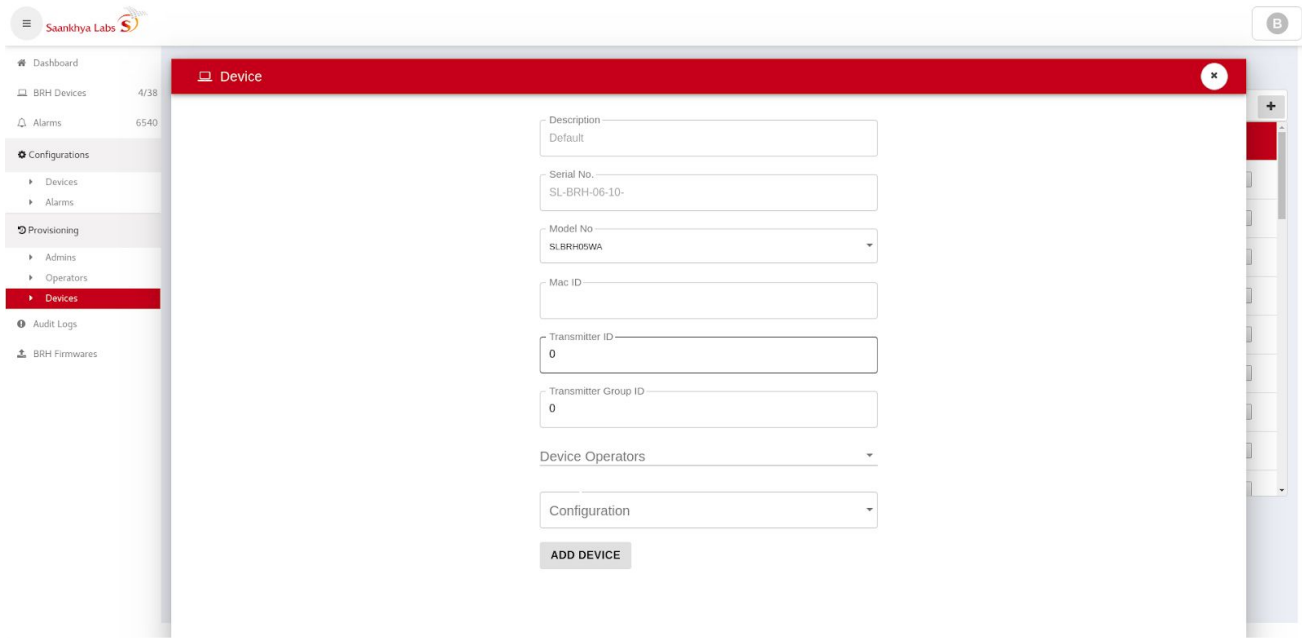 Saankhya Labs
B
Dashboard
BRH Devices 4/38
Alarms 6540
Configurations
Devices
Alarms
Provisioning
Admins
Operators
Devices
Audit Logs
BRH Firmwares
Device
Description
Default
Serial No.
SL-BRH-06-10-
Model No
SLBRH05WA
Mac ID
Transmitter ID
0
Transmitter Group ID
0
Device Operators
Configuration
ADD DEVICE